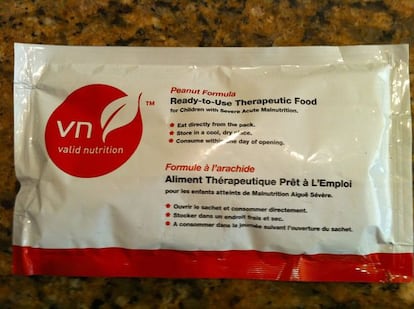 vn
TM
valid nutrition
Peanut Formula
Ready-to-Use Therapeutic Food
for Children with Severe Acute Malnutrition.
★ Eat directly from the pack.
★ Store in a cool, dry place.
★ Consume within one day of opening.
Formule à l'arachide
Aliment Thérapeutique Prêt à L'Emploi
pour les enfants atteints de Malnutrition Aiguë Sévère.
★ Ouvrir le sachet et consommer directement.
★ Stocker dans un endroit frais et sec.
★ A consommer dans la journée suivant l'ouverture du sachet.